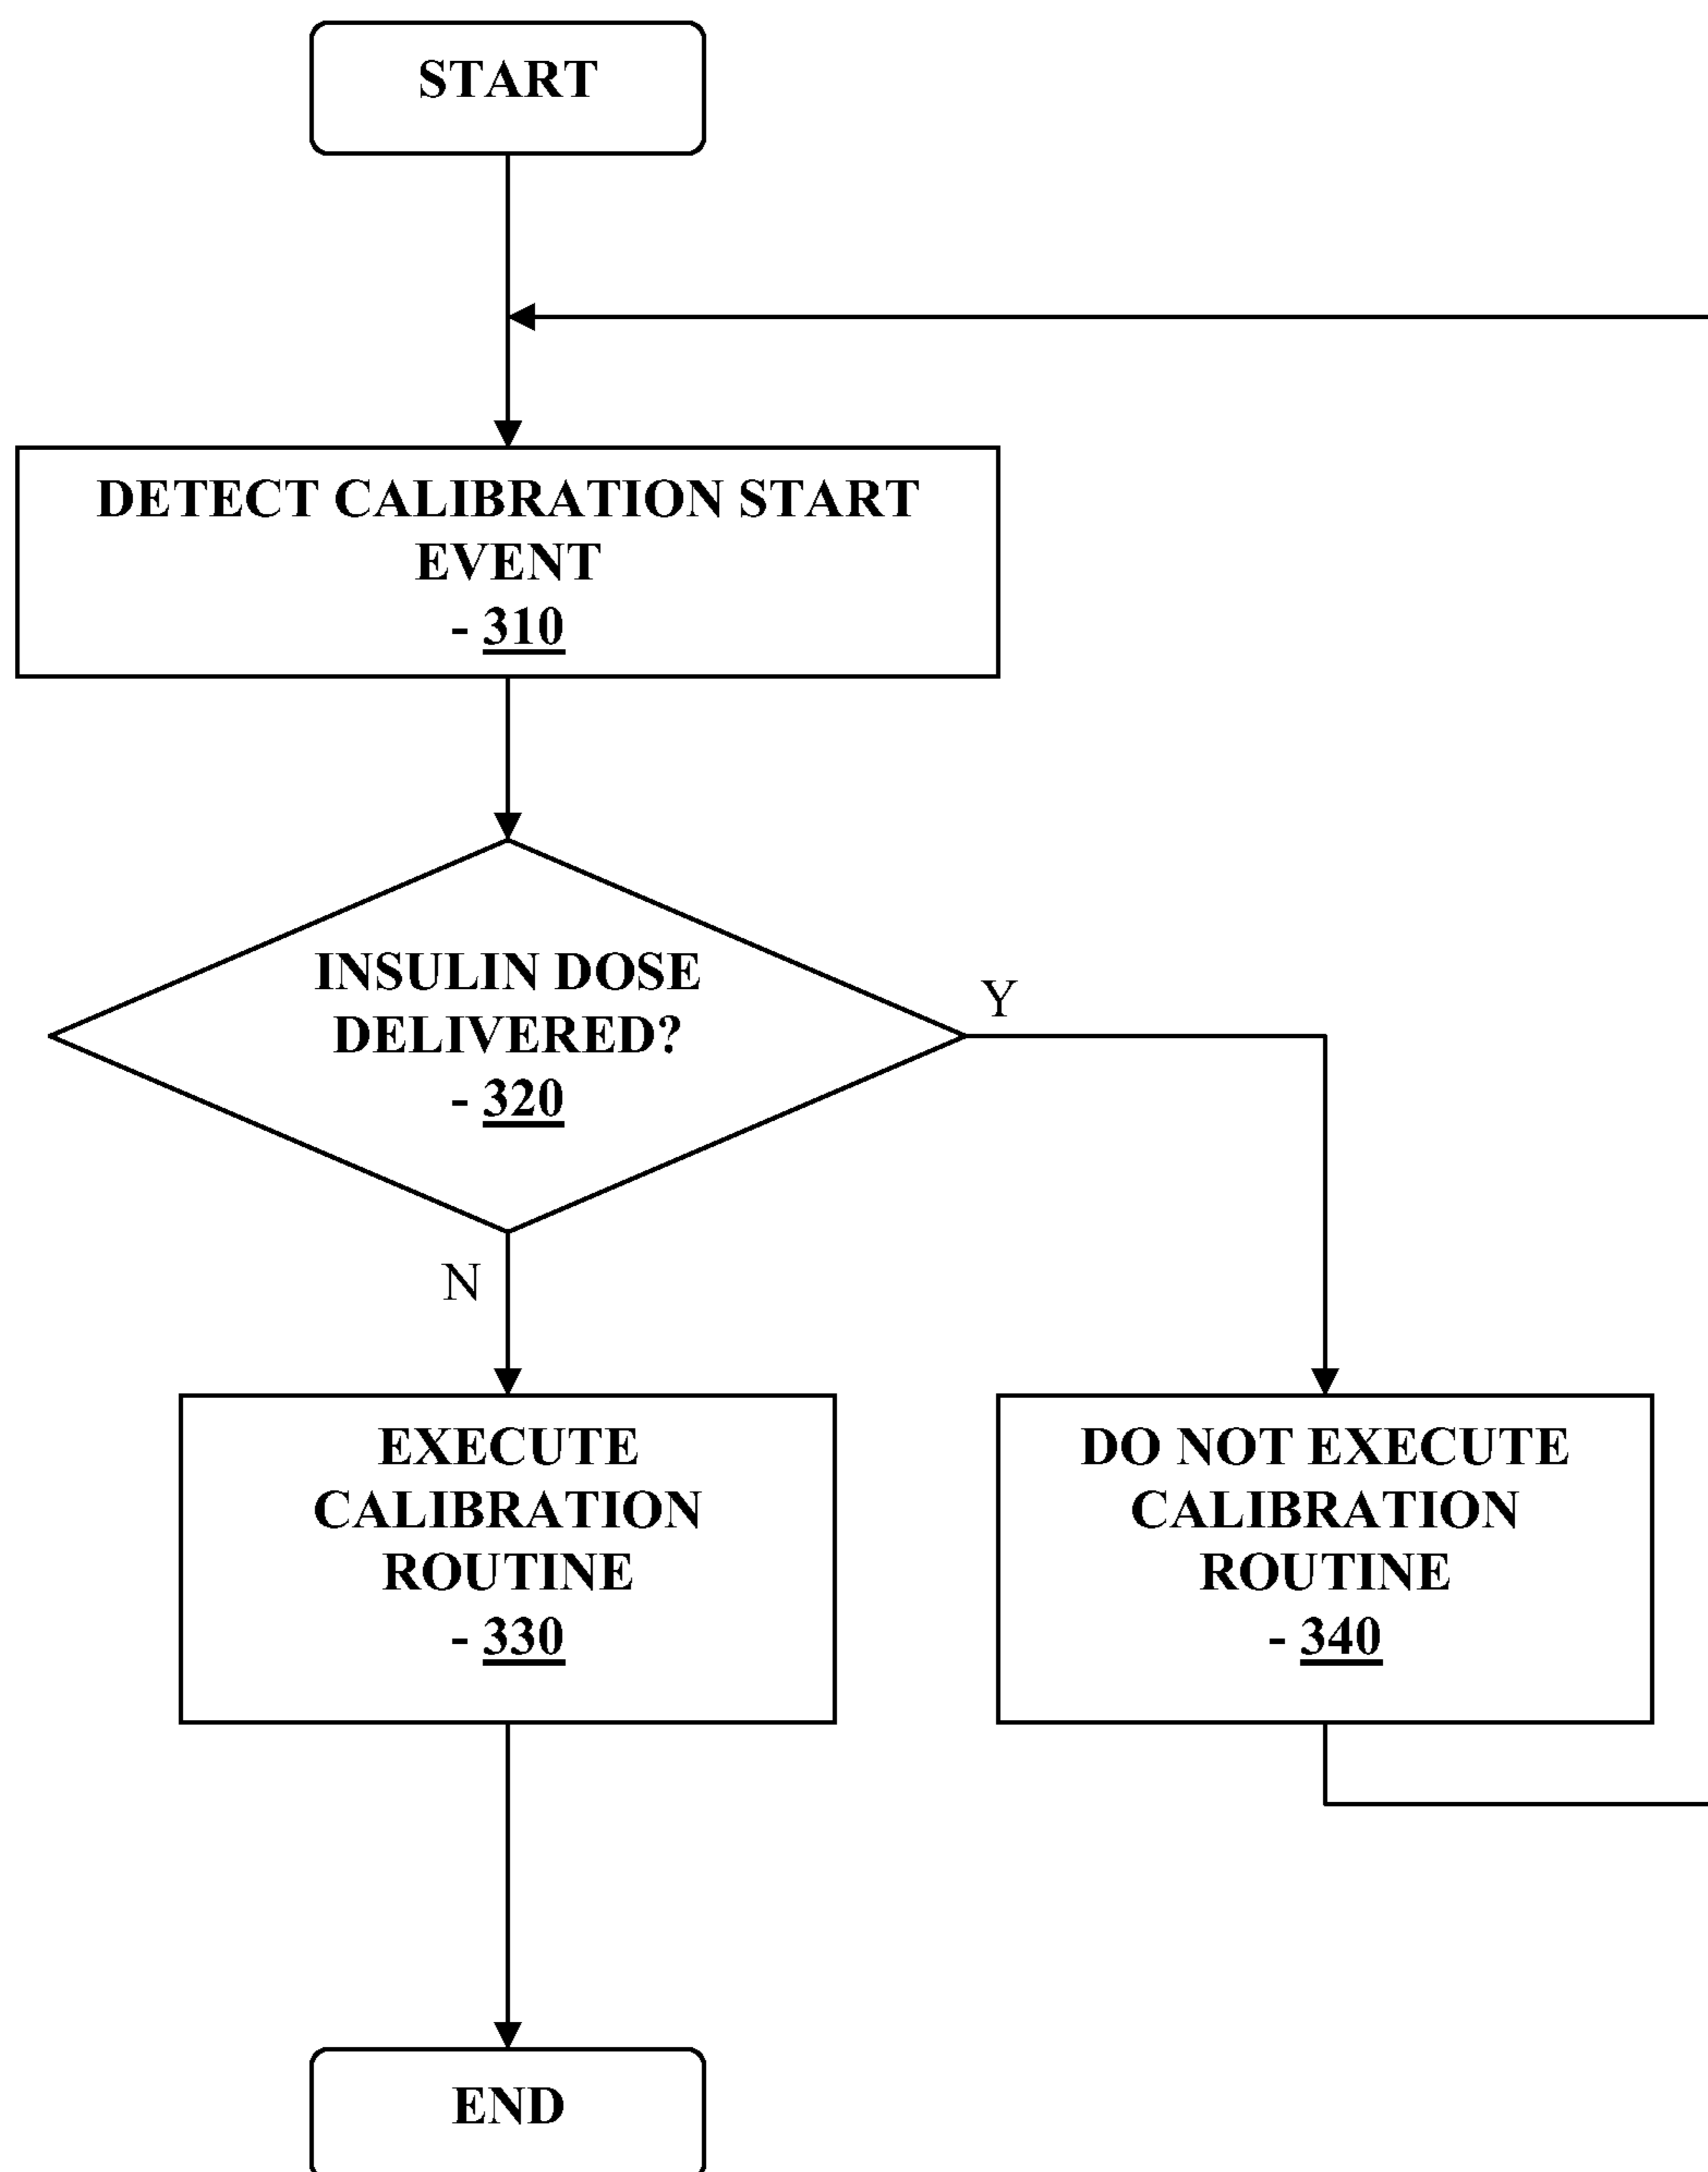 START
DETECT CALIBRATION START
EVENT
- 310
INSULIN DOSE
DELIVERED?
- 320
Y
N
EXECUTE
CALIBRATION
ROUTINE
- 330
DO NOT EXECUTE
CALIBRATION
ROUTINE
- 340
END